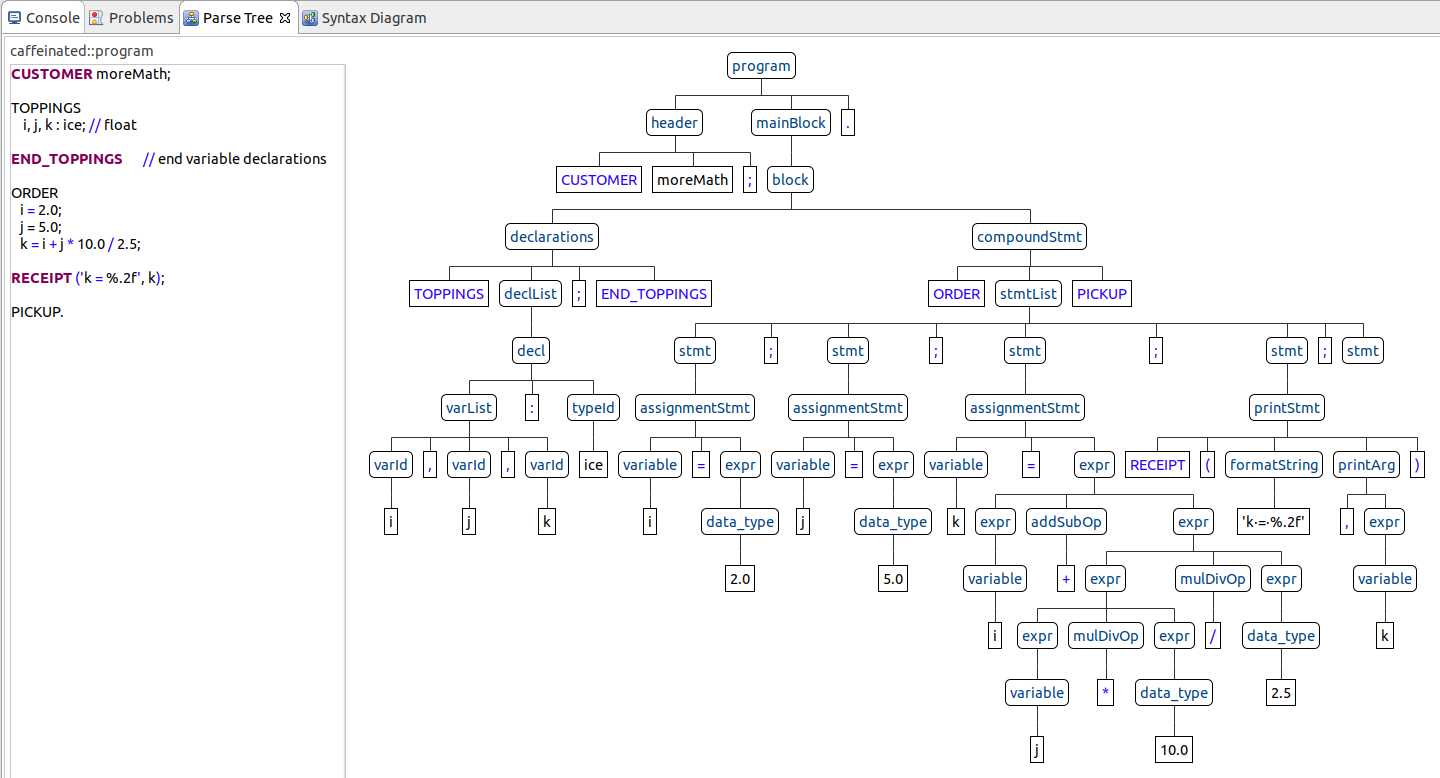 Console Problems Parse Tree Syntax Diagram
caffeinated::program
CUSTOMER moreMath;
TOPPINGS
i, j, k : ice; // float
END_TOPPINGS // end variable declarations
ORDER
i = 2.0;
j = 5.0;
k = i + j * 10.0 / 2.5;
RECEIPT ('k = %.2f', k);
PICKUP.
program
header mainBlock .
CUSTOMER moreMath ; block
declarations compoundStmt
TOPPINGS declList ; END_TOPPINGS ORDER stmtList PICKUP
decl stmt ; stmt ; stmt ; stmt ; stmt
varList : typeId assignmentStmt assignmentStmt assignmentStmt printStmt
varId , varId , varId ice variable = expr variable = expr variable = expr RECEIPT ( formatString printArg )
i j k i data_type j data_type k expr addSubOp expr 'k·=·%.2f' , expr
2.0 5.0 variable + expr mulDivOp expr variable
i expr mulDivOp expr / data_type k
variable * data_type 2.5
j 10.0